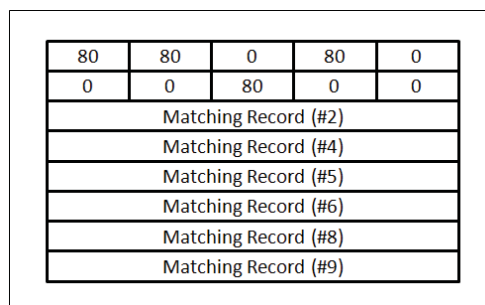 80 80 0 80 0
0 0 80 0 0
Matching Record (#2)
Matching Record (#4)
Matching Record (#5)
Matching Record (#6)
Matching Record (#8)
Matching Record (#9)